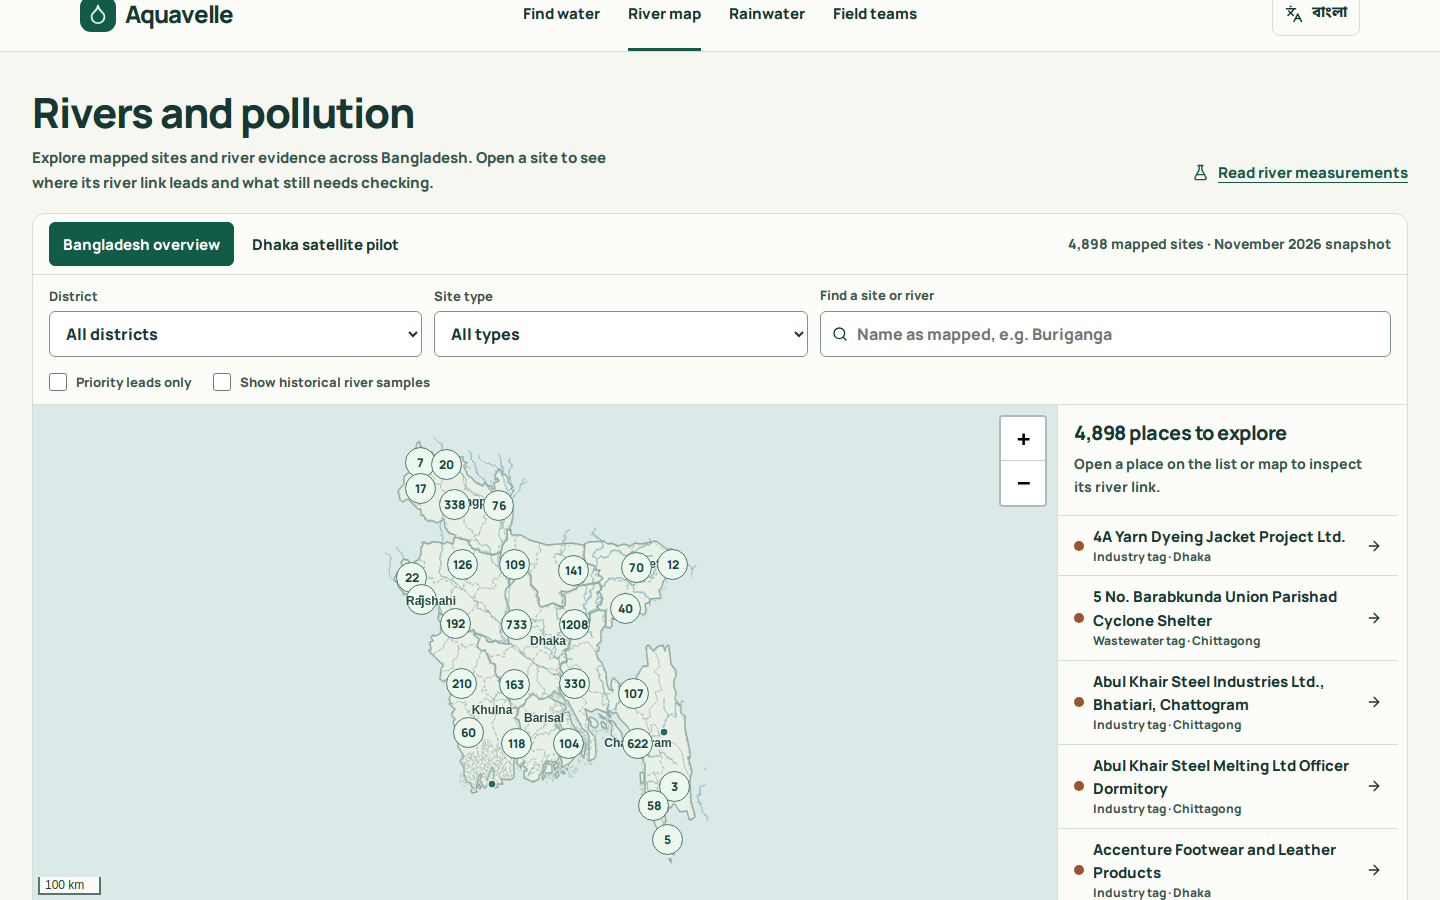 Aquavelle
Find water
River map
Rainwater
Field teams
বাংলা
Rivers and pollution
Explore mapped sites and river evidence across Bangladesh. Open a site to see
where its river link leads and what still needs checking.
Read river measurements
Bangladesh overview
Dhaka satellite pilot
4,898 mapped sites · November 2026 snapshot
District
Site type
Find a site or river
All districts
All types
Name as mapped, e.g. Buriganga
Priority leads only
Show historical river samples
+
−
7
20
17
338
76
126
109
141
70
12
22
Rajshahi
40
192
733
1208
Dhaka
210
163
330
107
Khulna
Barisal
60
118
104
622
3
58
5
100 km
4,898 places to explore
Open a place on the list or map to inspect
its river link.
4A Yarn Dyeing Jacket Project Ltd.
Industry tag · Dhaka
5 No. Barabkunda Union Parishad
Cyclone Shelter
Wastewater tag · Chittagong
Abul Khair Steel Industries Ltd.,
Bhatiari, Chattogram
Industry tag · Chittagong
Abul Khair Steel Melting Ltd Officer
Dormitory
Industry tag · Chittagong
Accenture Footwear and Leather
Products
Industry tag · Dhaka